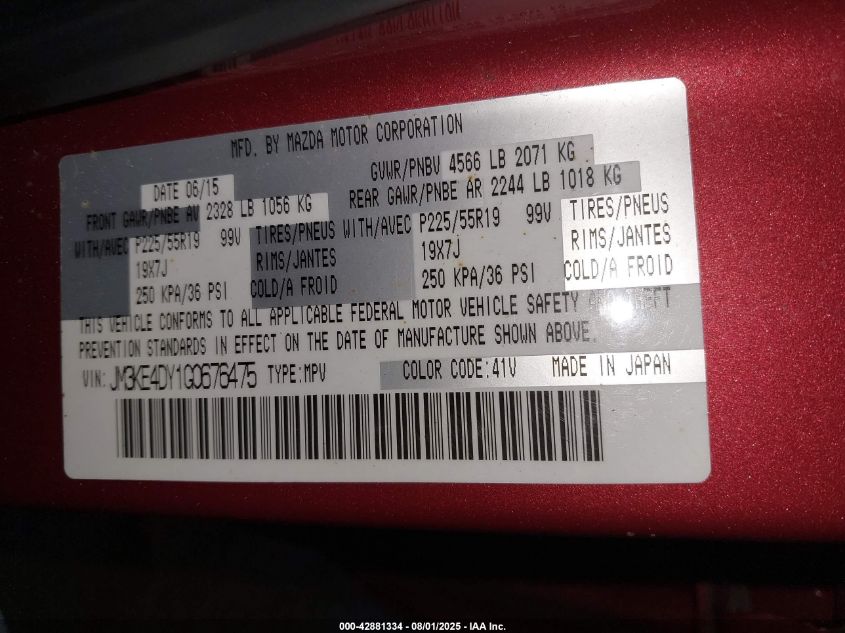 MFD. BY MAZDA MOTOR CORPORATION
DATE 06/15 GVWR/PNBV 4566 LB 2071 KG
FRONT GAWR/PNBE AV 2328 LB 1056 KG REAR GAWR/PNBE AR 2244 LB 1018 KG
WITH/AVEC P225/55R19 99V TIRES/PNEUS WITH/AVEC P225/55R19 99V TIRES/PNEUS
19X7J RIMS/JANTES 19X7J RIMS/JANTES
250 KPA/36 PSI COLD/A FROID 250 KPA/36 PSI COLD/A FROID
THIS VEHICLE CONFORMS TO ALL APPLICABLE FEDERAL MOTOR VEHICLE SAFETY AND THEFT
PREVENTION STANDARDS IN EFFECT ON THE DATE OF MANUFACTURE SHOWN ABOVE.
VIN: JM3KE4DY1G0676475 TYPE:MPV COLOR CODE:41V MADE IN JAPAN
000-42881334 - 08/01/2025 - IAA Inc.